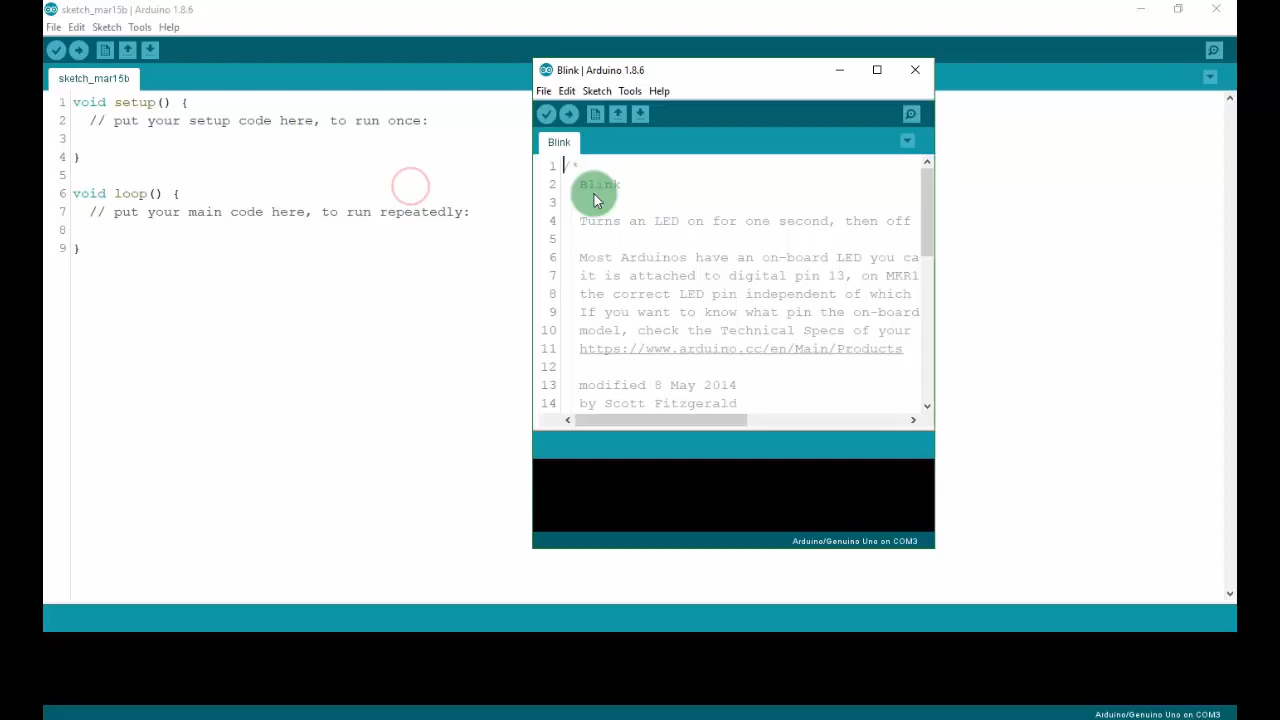 sketch_mar15b | Arduino 1.8.6
File Edit Sketch Tools Help
sketch_mar15b
1 void setup() {
2 // put your setup code here, to run once:
3
4 }
5
6 void loop() {
7 // put your main code here, to run repeatedly:
8
9 }
Blink | Arduino 1.8.6
File Edit Sketch Tools Help
Blink
1 /*
2 Blink
3
4 Turns an LED on for one second, then off
5
6 Most Arduinos have an on-board LED you ca
7 it is attached to digital pin 13, on MKR1
8 the correct LED pin independent of which
9 If you want to know what pin the on-board
10 model, check the Technical Specs of your
11 https://www.arduino.cc/en/Main/Products
12
13 modified 8 May 2014
14 by Scott Fitzgerald
Arduino/Genuino Uno on COM3
Arduino/Genuino Uno on COM3